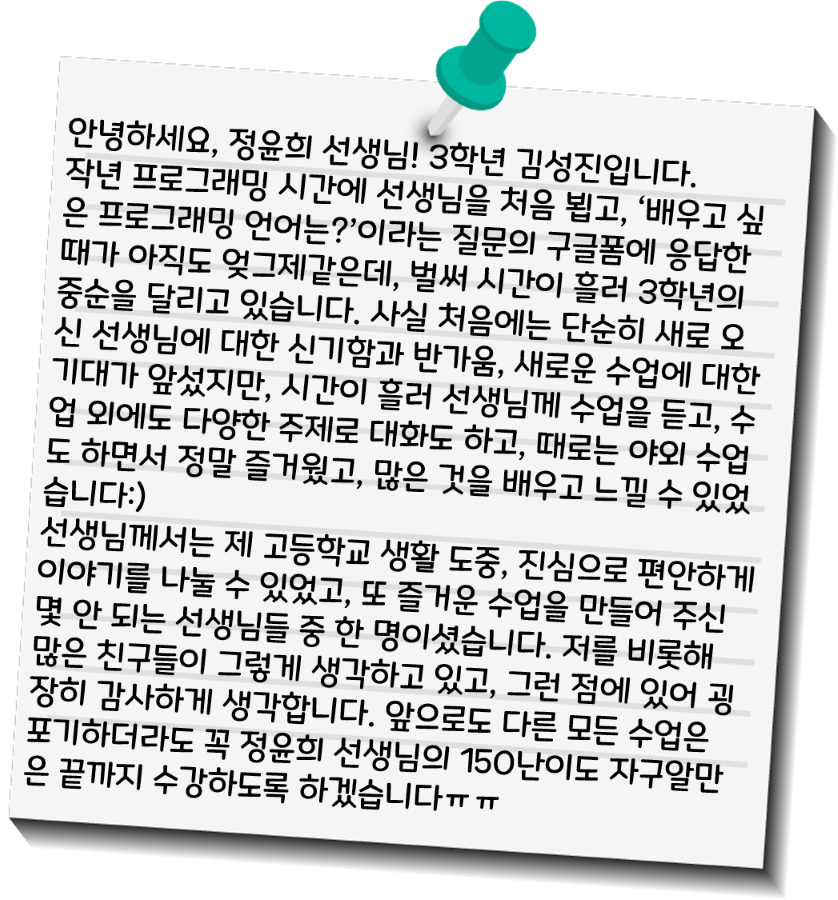 안녕하세요, 정윤희 선생님! 3학년 김성진입니다.
작년 프로그래밍 시간에 선생님을 처음 뵙고, ‘배우고 싶
은 프로그래밍 언어는?’이라는 질문의 구글폼에 응답한
때가 아직도 엊그제같은데, 벌써 시간이 흘러 3학년의
중순을 달리고 있습니다. 사실 처음에는 단순히 새로 오
신 선생님에 대한 신기함과 반가움, 새로운 수업에 대한
기대가 앞섰지만, 시간이 흘러 선생님께 수업을 듣고, 수
업 외에도 다양한 주제로 대화도 하고, 때로는 야외 수업
도 하면서 정말 즐거웠고, 많은 것을 배우고 느낄 수 있었
습니다:)
선생님께서는 제 고등학교 생활 도중, 진심으로 편안하게
이야기를 나눌 수 있었고, 또 즐거운 수업을 만들어 주신
몇 안 되는 선생님들 중 한 명이셨습니다. 저를 비롯해
많은 친구들이 그렇게 생각하고 있고, 그런 점에 있어 굉
장히 감사하게 생각합니다. 앞으로도 다른 모든 수업은
포기하더라도 꼭 정윤희 선생님의 150난이도 자구알만
은 끝까지 수강하도록 하겠습니다ㅠㅠ